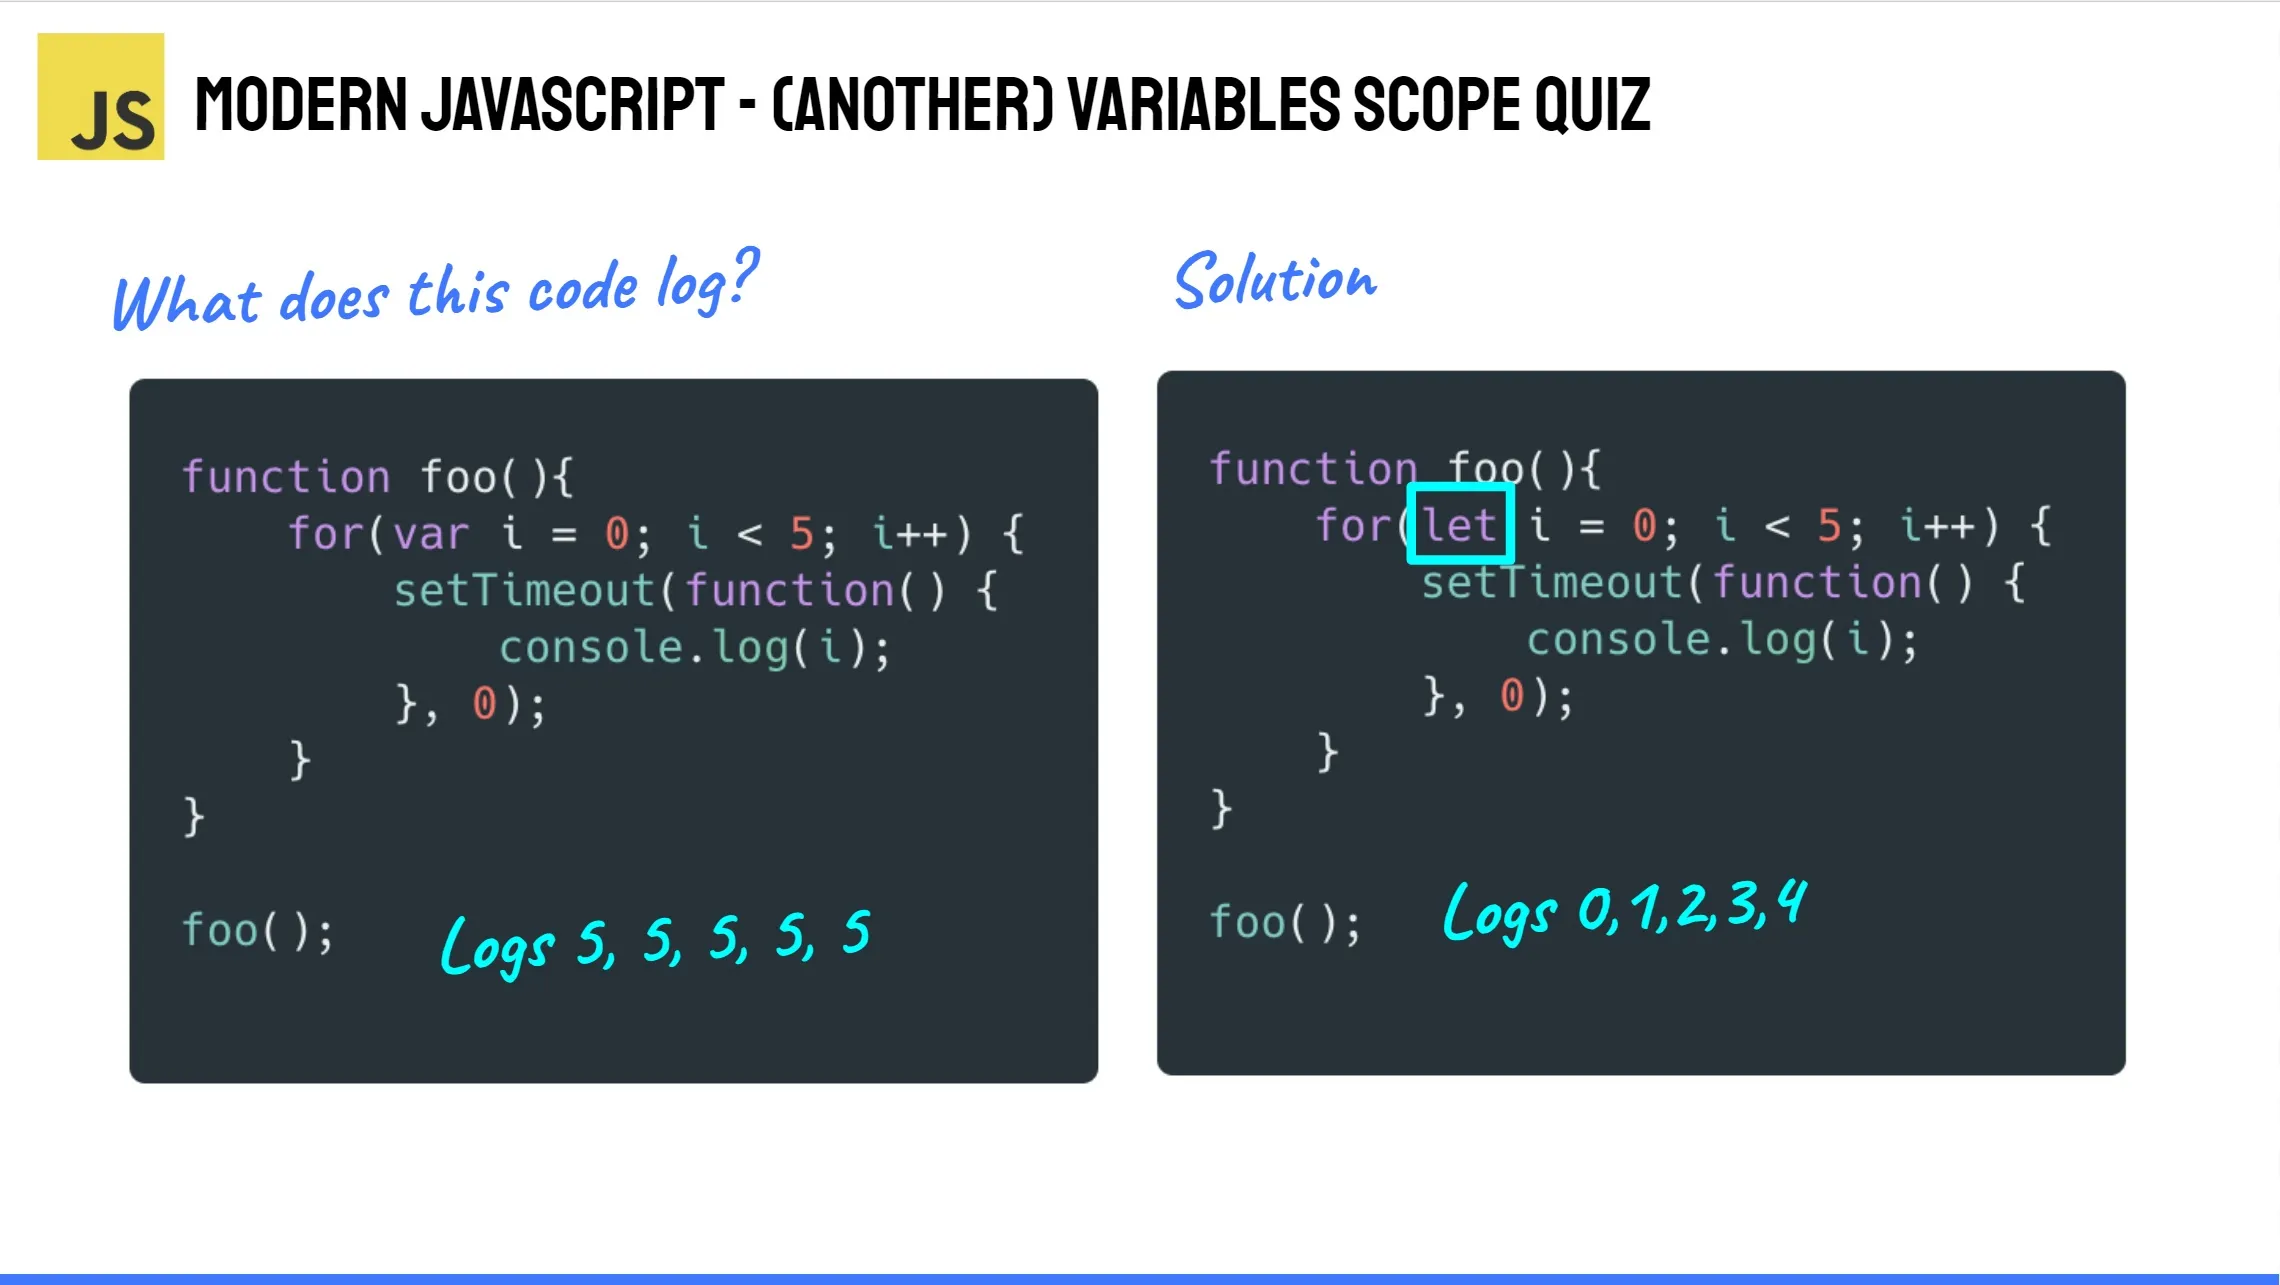 JS
MODERN JAVASCRIPT - (ANOTHER) VARIABLES SCOPE QUIZ
What does this code log?
function foo(){
    for(var i = 0; i < 5; i++) {
        setTimeout(function() {
            console.log(i);
        }, 0);
    }
}
foo();
Logs 5, 5, 5, 5, 5
Solution
function foo(){
    for(let i = 0; i < 5; i++) {
        setTimeout(function() {
            console.log(i);
        }, 0);
    }
}
foo();
Logs 0,1,2,3,4